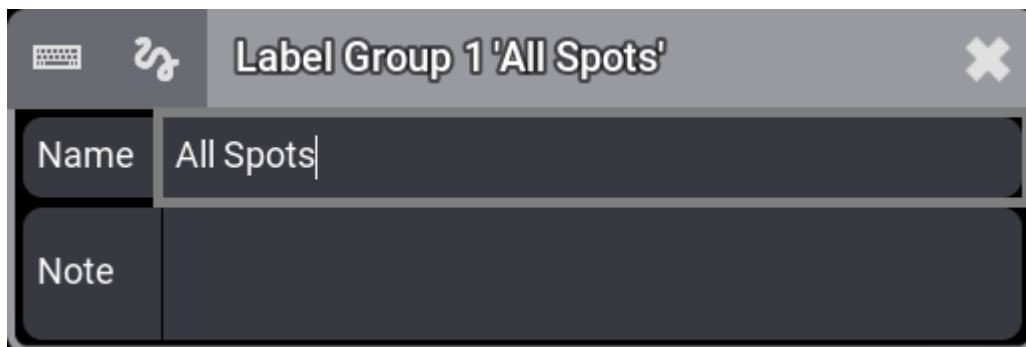 Label Group 1 'All Spots'
Name All Spots
Note